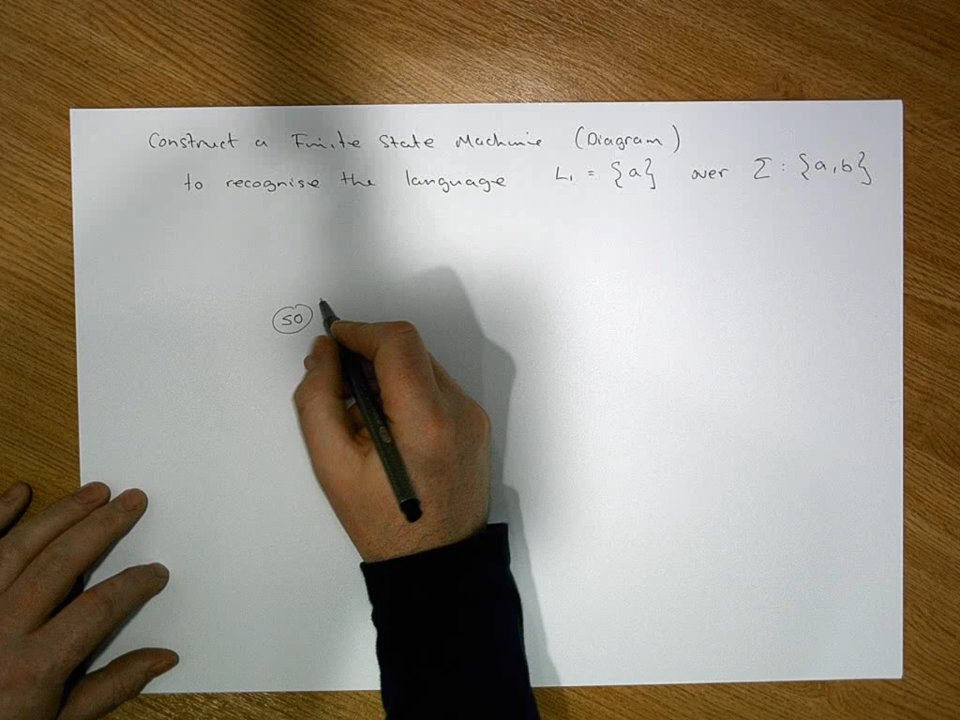 Construct a Finite State Machine (Diagram)
to recognise the language L₁ = {a} over Σ : {a,b}
S0